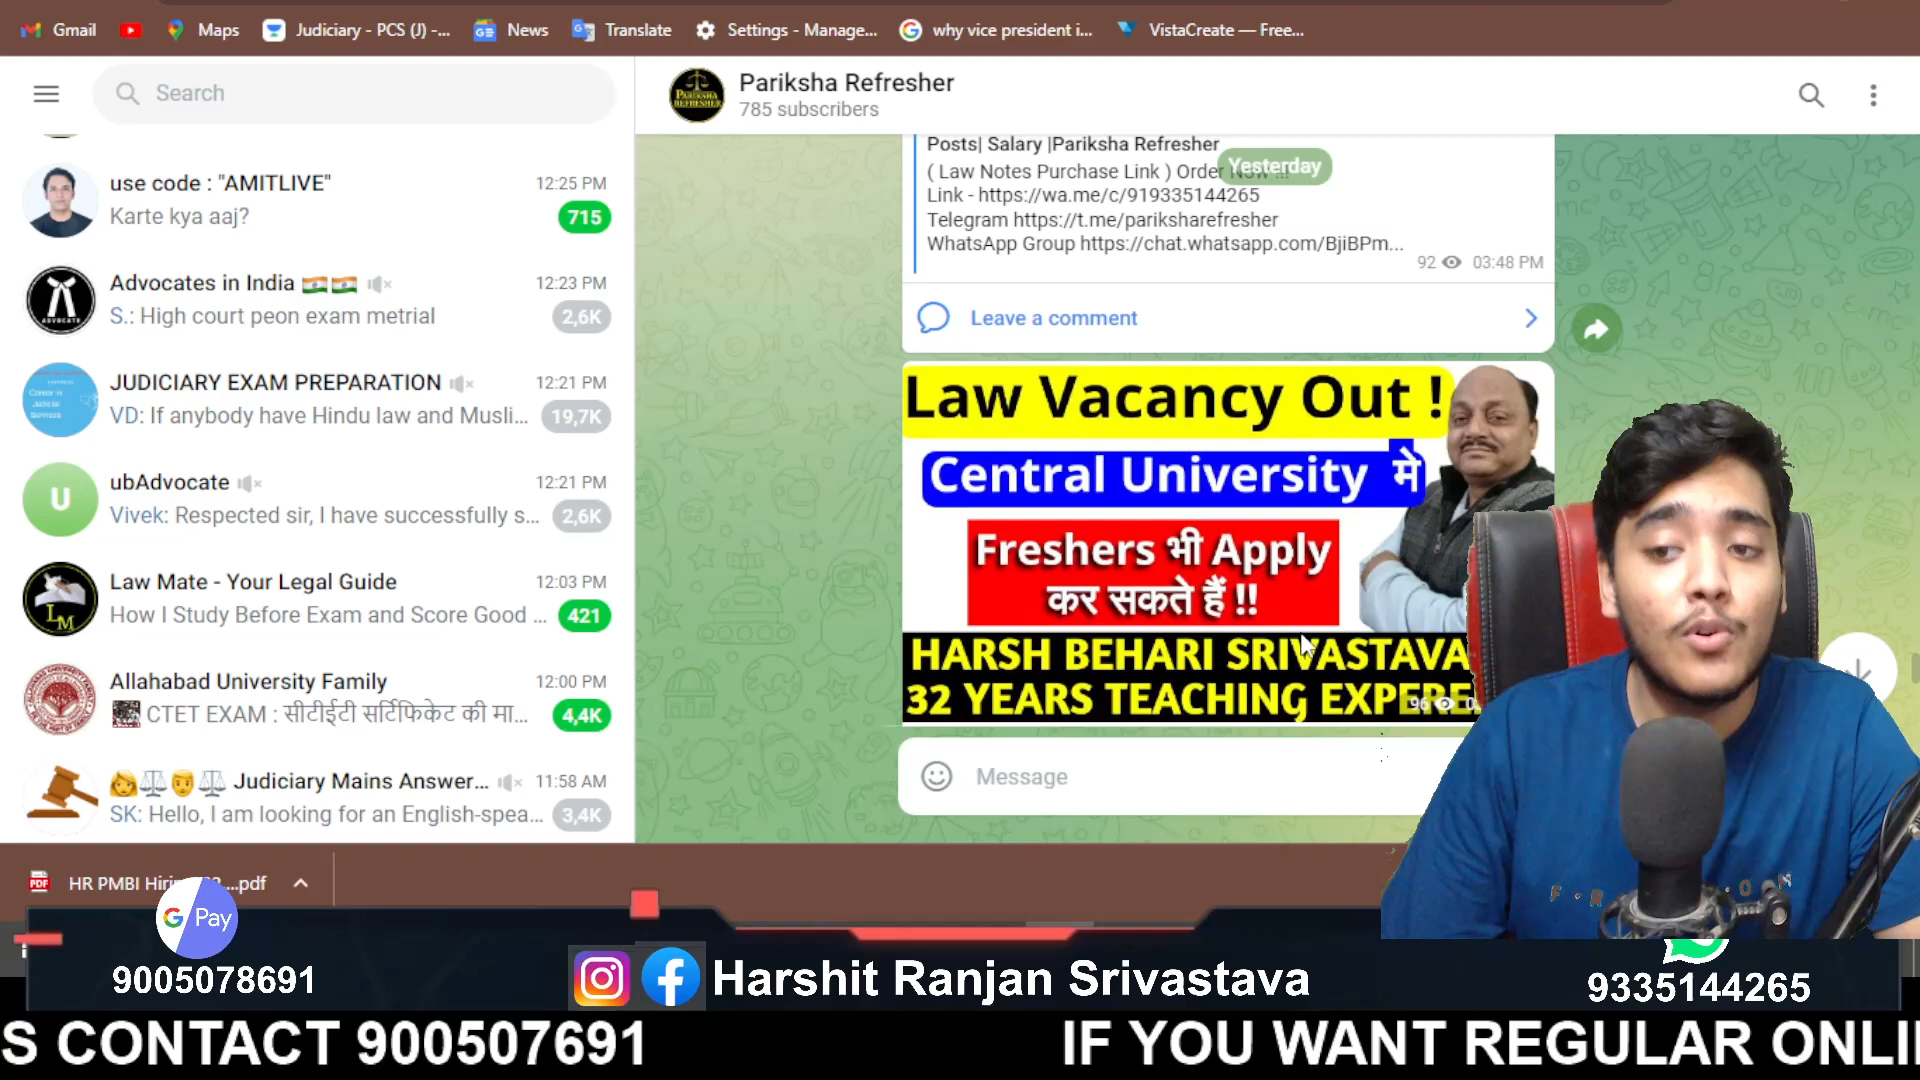 Gmail
Maps
Judiciary - PCS (J) -...
News
Translate
Settings - Manage...
why vice president i...
VistaCreate — Free...
Search
Pariksha Refresher
785 subscribers
use code : "AMITLIVE"
12:25 PM
Karte kya aaj?
715
Advocates in India
12:23 PM
S.: High court peon exam metrial
2,6K
JUDICIARY EXAM PREPARATION
12:21 PM
VD: If anybody have Hindu law and Musli...
19,7K
U
ubAdvocate
12:21 PM
Vivek: Respected sir, I have successfully s...
2,6K
LM
Law Mate - Your Legal Guide
12:03 PM
How I Study Before Exam and Score Good ...
421
Allahabad University Family
12:00 PM
CTET EXAM : सीटीईटी सर्टिफिकेट की मा...
4,4K
Judiciary Mains Answer...
11:58 AM
SK: Hello, I am looking for an English-spea...
3,4K
Posts| Salary |Pariksha Refresher
Yesterday
( Law Notes Purchase Link ) Order
Link - https://wa.me/c/919335144265
Telegram https://t.me/pariksharefresher
WhatsApp Group https://chat.whatsapp.com/BjiBPm...
92
03:48 PM
Leave a comment
Law Vacancy Out !
Central University मे
Freshers भी Apply
कर सकते हैं !!
HARSH BEHARI SRIVASTAVA
32 YEARS TEACHING EXPERE
96
Message
PDF
HR PMBI Hiri
...pdf
G Pay
9005078691
Harshit Ranjan Srivastava
9335144265
S CONTACT 900507691
IF YOU WANT REGULAR ONLI